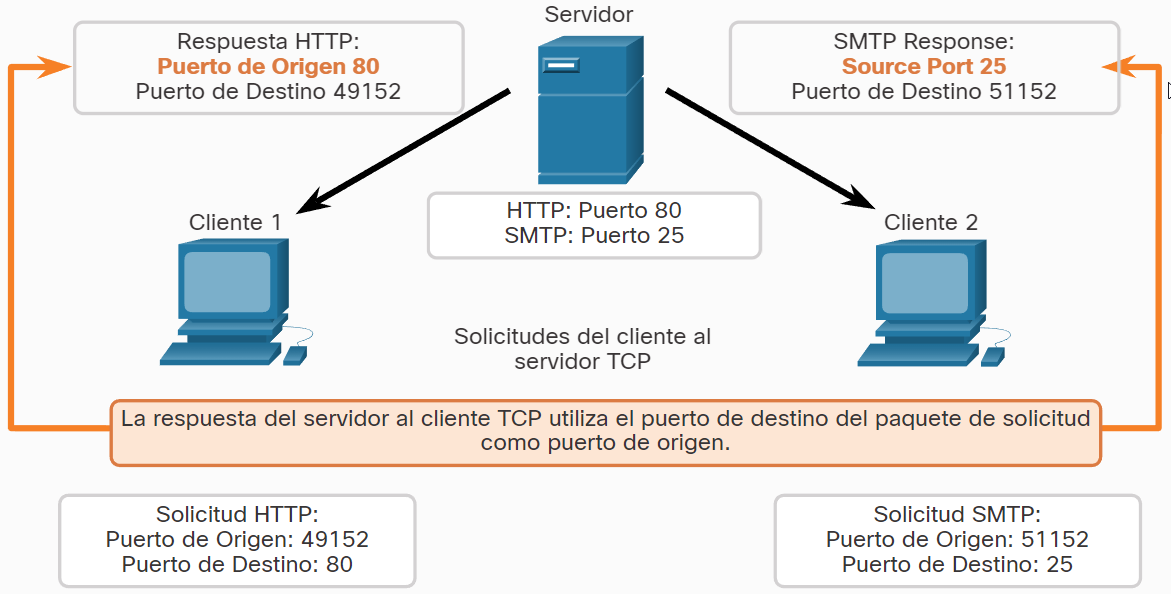 Servidor
Respuesta HTTP:
Puerto de Origen 80
Puerto de Destino 49152
SMTP Response:
Source Port 25
Puerto de Destino 51152
HTTP: Puerto 80
SMTP: Puerto 25
Cliente 1
Cliente 2
Solicitudes del cliente al
servidor TCP
La respuesta del servidor al cliente TCP utiliza el puerto de destino del paquete de solicitud
como puerto de origen.
Solicitud HTTP:
Puerto de Origen: 49152
Puerto de Destino: 80
Solicitud SMTP:
Puerto de Origen: 51152
Puerto de Destino: 25